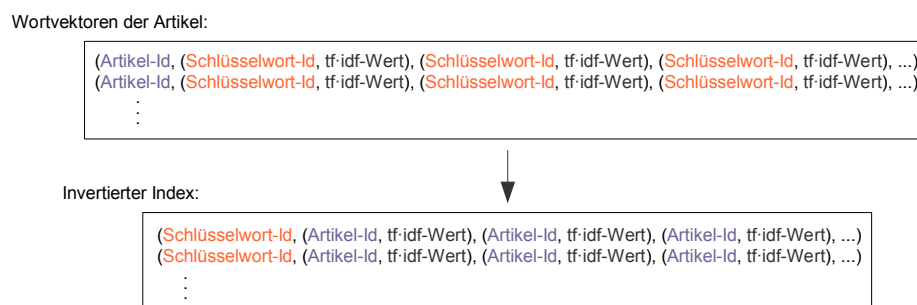 Wortvektoren der Artikel:
(Artikel-Id, (Schlüsselwort-Id, tf·idf-Wert), (Schlüsselwort-Id, tf·idf-Wert), (Schlüsselwort-Id, tf·idf-Wert), ...)
(Artikel-Id, (Schlüsselwort-Id, tf·idf-Wert), (Schlüsselwort-Id, tf·idf-Wert), (Schlüsselwort-Id, tf·idf-Wert), ...)
Invertierter Index:
(Schlüsselwort-Id, (Artikel-Id, tf·idf-Wert), (Artikel-Id, tf·idf-Wert), (Artikel-Id, tf·idf-Wert), ...)
(Schlüsselwort-Id, (Artikel-Id, tf·idf-Wert), (Artikel-Id, tf·idf-Wert), (Artikel-Id, tf·idf-Wert), ...)